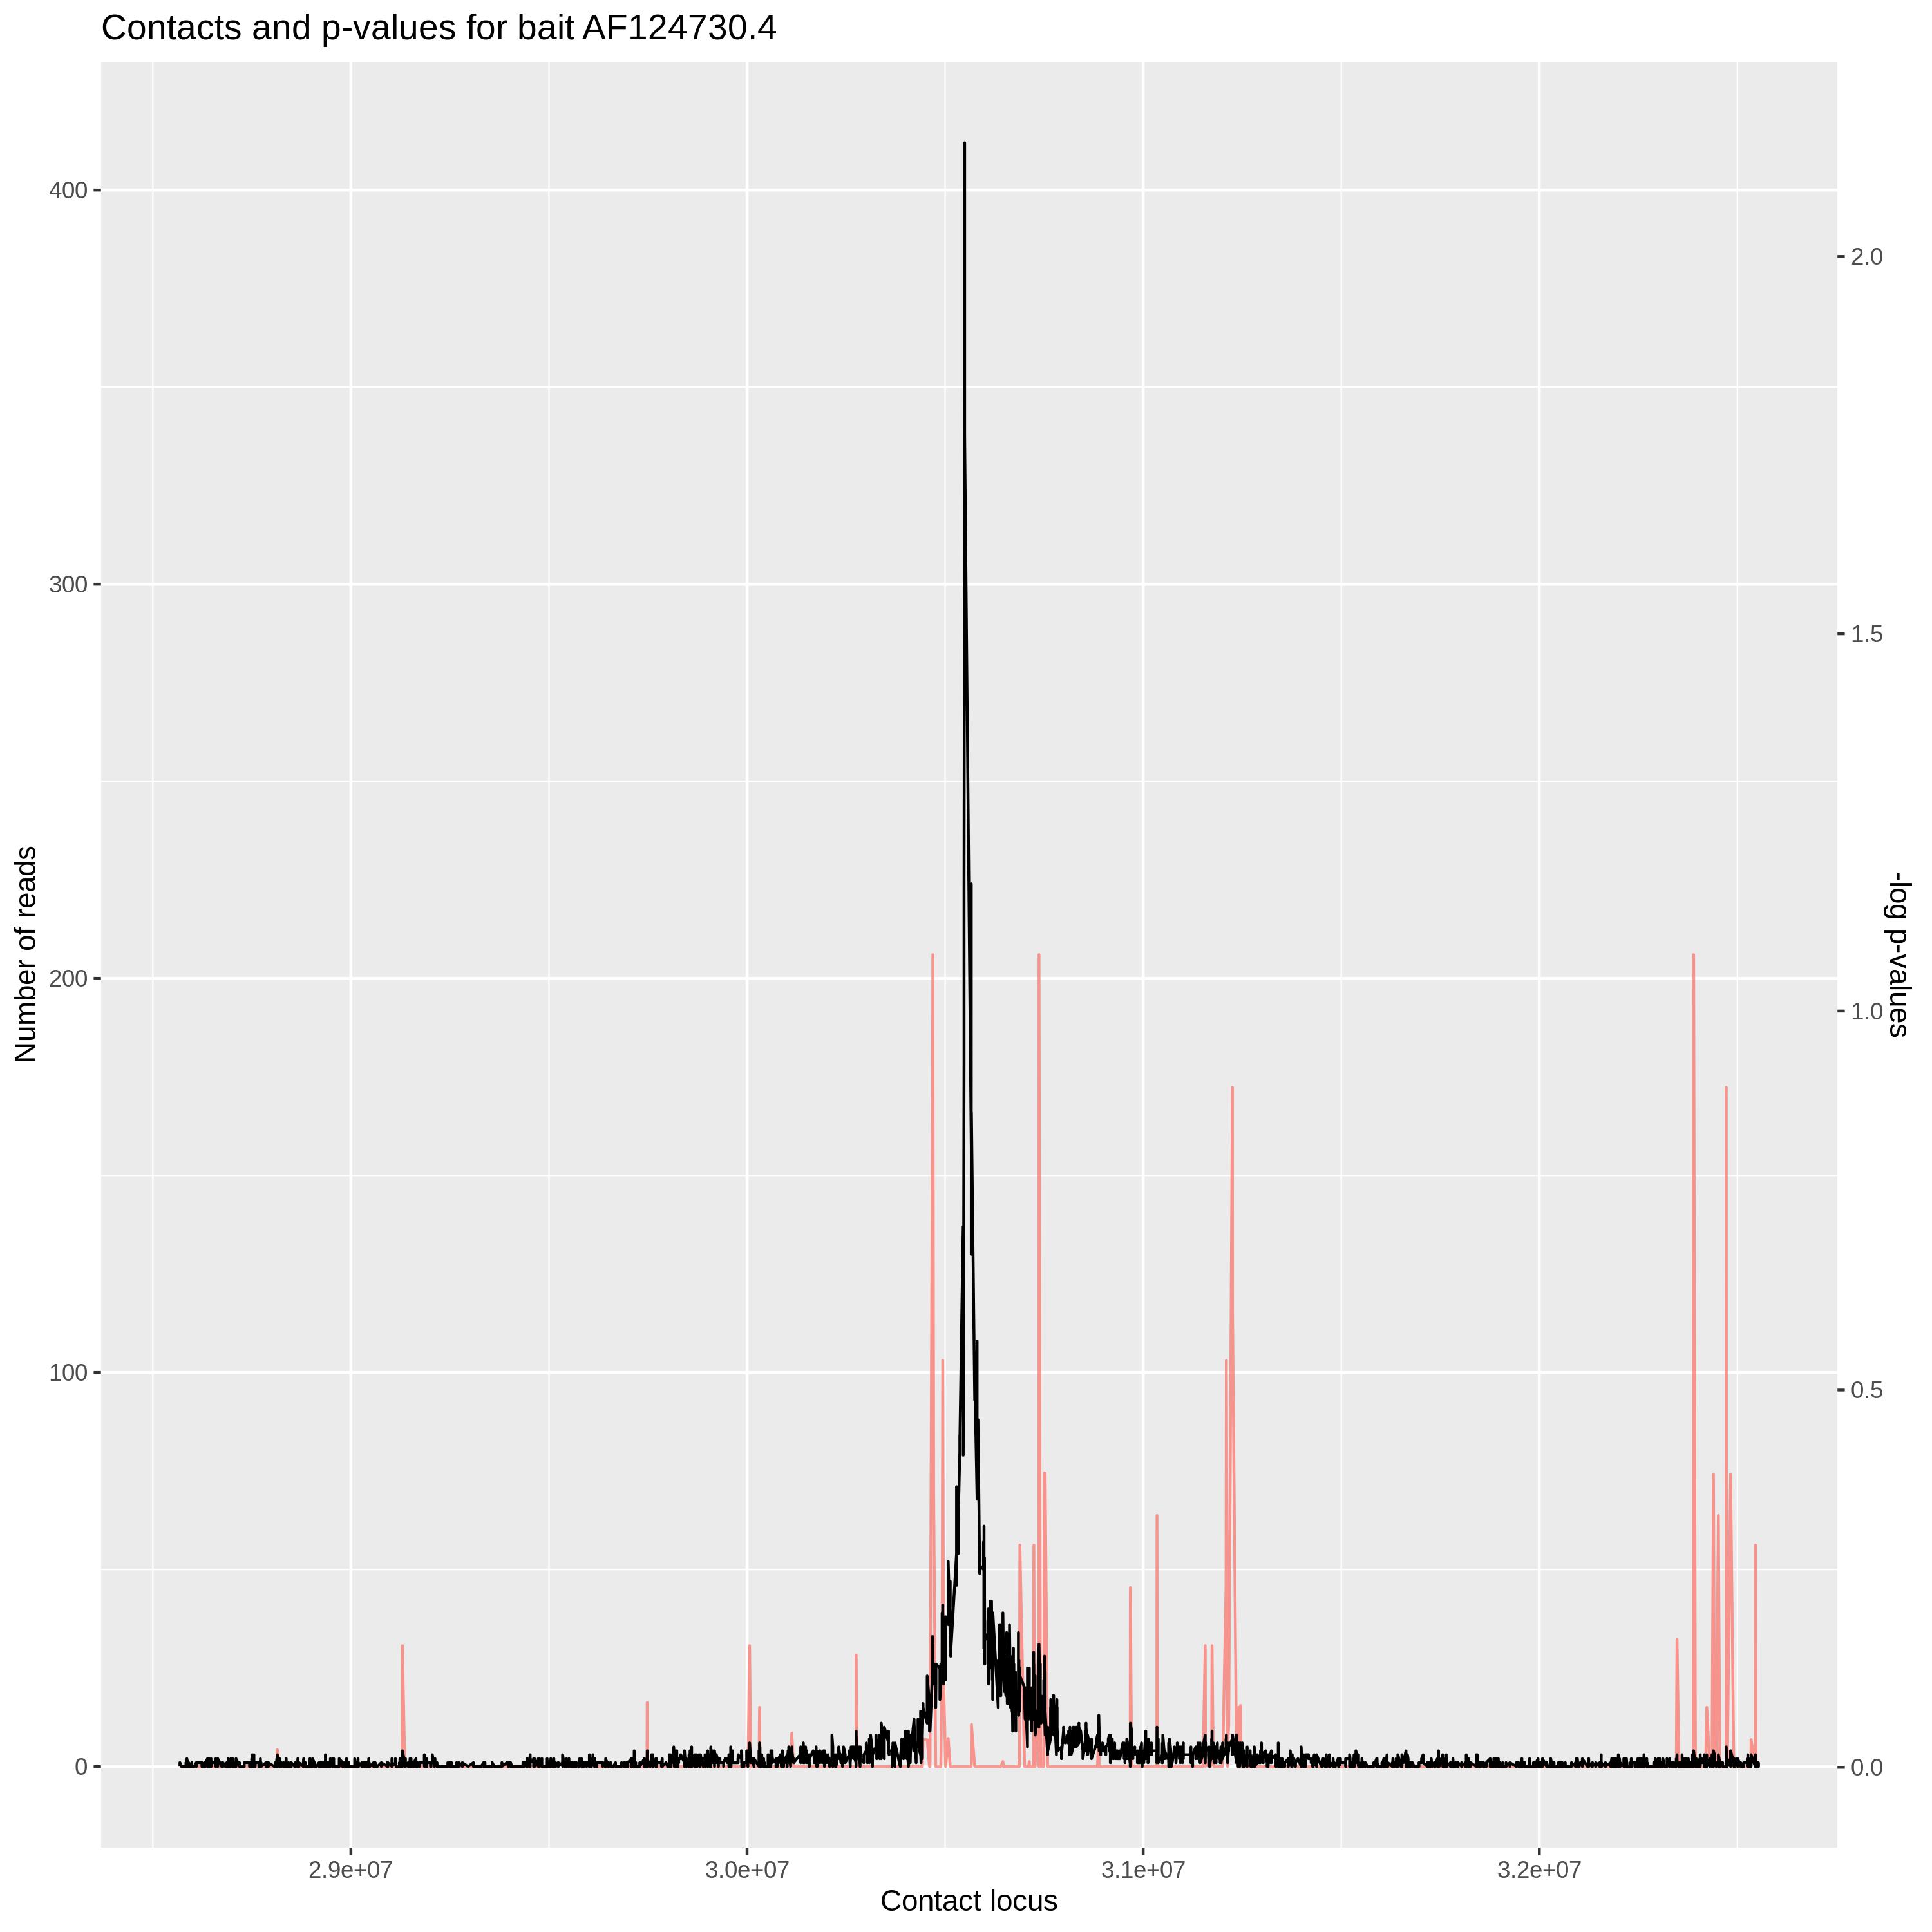 Contacts and p-values for bait AF124730.4
400
300
200
100
0
Number of reads
2.0
1.5
1.0
0.5
0.0
-log p-values
2.9e+07
3.0e+07
3.1e+07
3.2e+07
Contact locus